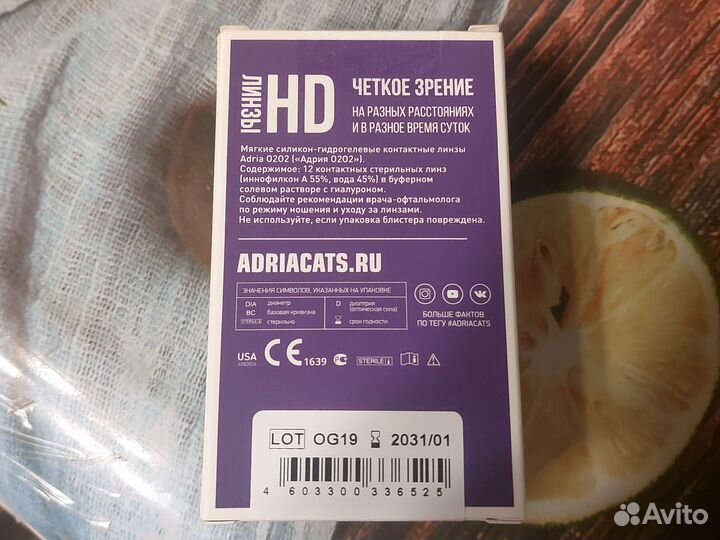 ЛИНЗЫ HD
ЧЕТКОЕ ЗРЕНИЕ
НА РАЗНЫХ РАССТОЯНИЯХ
И В РАЗНОЕ ВРЕМЯ СУТОК
Мягкие силикон-гидрогелевые контактные линзы
Adria O2O2 («Адрия О2О2»).
Содержимое: 12 контактных стерильных линз
(иннофилкон А 55%, вода 45%) в буферном
солевом растворе с гиалуроном.
Соблюдайте рекомендации врача-офтальмолога
по режиму ношения и уходу за линзами.
Не используйте, если упаковка блистера повреждена.
ADRIACATS.RU
ЗНАЧЕНИЯ СИМВОЛОВ, УКАЗАННЫХ НА УПАКОВКЕ
DIA диаметр D диоптрия
(оптическая сила)
BC базовая кривизна
STERILE стерильно срок годности
БОЛЬШЕ ФАКТОВ
ПО ТЕГУ #ADRIACATS
USA
CE 1639 STERILE
LOT OG19 2031/01
4 603300 336525
Avito